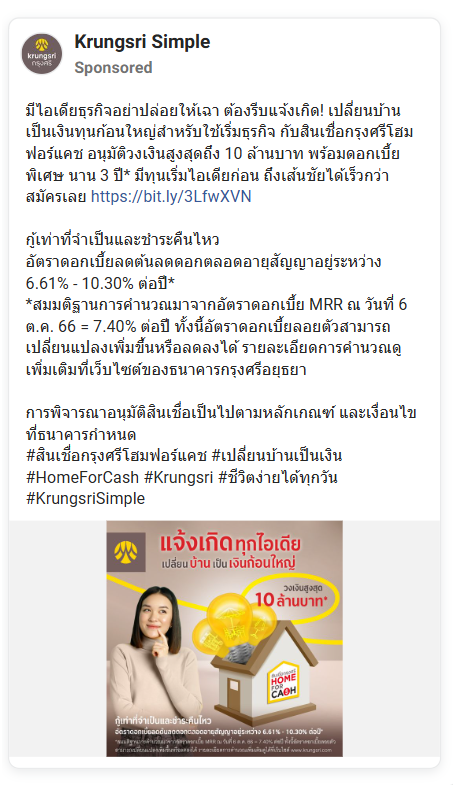 Krungsri Simple
Sponsored
krungsri
กรุงศรี
มีไอเดียธุรกิจอย่าปล่อยให้เฉา ต้องรีบแจ้งเกิด! เปลี่ยนบ้าน
เป็นเงินทุนก้อนใหญ่สำหรับใช้เริ่มธุรกิจ กับสินเชื่อกรุงศรีโฮม
ฟอร์แคช อนุมัติวงเงินสูงสุดถึง 10 ล้านบาท พร้อมดอกเบี้ย
พิเศษ นาน 3 ปี* มีทุนเริ่มไอเดียก่อน ถึงเส้นชัยได้เร็วกว่า
สมัครเลย https://bit.ly/3LfwXVN
กู้เท่าที่จำเป็นและชำระคืนไหว
อัตราดอกเบี้ยลดต้นลดดอกตลอดอายุสัญญาอยู่ระหว่าง
6.61% - 10.30% ต่อปี*
*สมมติฐานการคำนวณมาจากอัตราดอกเบี้ย MRR ณ วันที่ 6
ต.ค. 66 = 7.40% ต่อปี ทั้งนี้อัตราดอกเบี้ยลอยตัวสามารถ
เปลี่ยนแปลงเพิ่มขึ้นหรือลดลงได้ รายละเอียดการคำนวณดู
เพิ่มเติมที่เว็บไซต์ของธนาคารกรุงศรีอยุธยา
การพิจารณาอนุมัติสินเชื่อเป็นไปตามหลักเกณฑ์ และเงื่อนไข
ที่ธนาคารกำหนด
#สินเชื่อกรุงศรีโฮมฟอร์แคช #เปลี่ยนบ้านเป็นเงิน
#HomeForCash #Krungsri #ชีวิตง่ายได้ทุกวัน
#KrungsriSimple
แจ้งเกิดทุกไอเดีย
เปลี่ยน บ้าน เป็น เงินก้อนใหญ่
วงเงินสูงสุด
10 ล้านบาท*
สินเชื่อกรุงศรี
HOME
FOR
CASH
กู้เท่าที่จำเป็นและชำระคืนไหว
อัตราดอกเบี้ยลดต้นลดดอกตลอดอายุสัญญาอยู่ระหว่าง 6.61% - 10.30% ต่อปี*